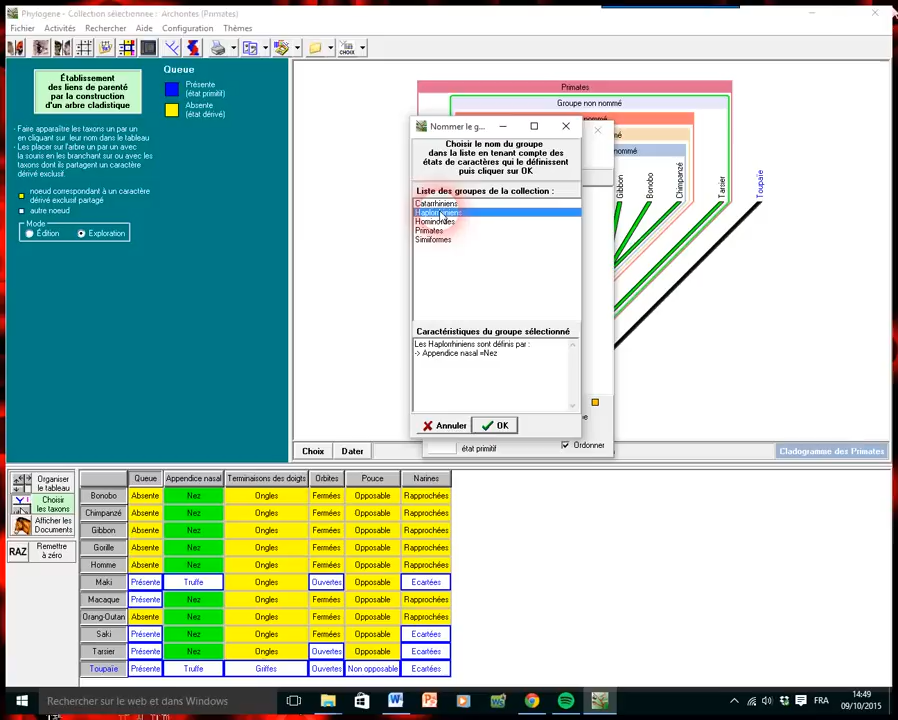 Phylogene - Collection sélectionnée : Archontes (Primates)
Fichier Activités Rechercher Aide Configuration Thèmes
CHOIX
Établissement
des liens de parenté
par la construction
d'un arbre cladistique
- Faire apparaître les taxons un par un
en cliquant sur leur nom dans le tableau
- Les placer sur l'arbre un par un avec
la souris en les branchant sur ou avec les
taxons dont ils partagent un caractère
dérivé exclusif.
noeud correspondant à un caractère
dérivé exclusif partagé
autre noeud
Mode
Édition Exploration
Queue
Présente
(état primitif)
Absente
(état dérivé)
Primates
Groupe non nommé
nommé
mé
nommé
Gibbon
Bonobo
Chimpanzé
Tarsier
Toupaïe
Nommer le g...
Choisir le nom du groupe
dans la liste en tenant compte des
états de caractères qui le définissent
puis cliquer sur OK
Liste des groupes de la collection :
Catarrhiniens
Haplorrhiniens
Hominoïdes
Primates
Simiiformes
Caractéristiques du groupe sélectionné
Les Haplorrhiniens sont définis par :
-> Appendice nasal =Nez
Annuler OK
état primitif
Ordonner
Choix Dater
Cladogramme des Primates
Organiser
le tableau
Choisir
les taxons
Afficher les
Documents
RAZ Remettre
à zéro
Queue Appendice nasal Terminaisons des doigts Orbites Pouce Narines
Bonobo Absente Nez Ongles Fermées Opposable Rapprochées
Chimpanzé Absente Nez Ongles Fermées Opposable Rapprochées
Gibbon Absente Nez Ongles Fermées Opposable Rapprochées
Gorille Absente Nez Ongles Fermées Opposable Rapprochées
Homme Absente Nez Ongles Fermées Opposable Rapprochées
Maki Présente Truffe Ongles Ouvertes Opposable Ecartées
Macaque Présente Nez Ongles Fermées Opposable Rapprochées
Orang-Outan Absente Nez Ongles Fermées Opposable Rapprochées
Saki Présente Nez Ongles Fermées Opposable Ecartées
Tarsier Présente Nez Ongles Ouvertes Opposable Ecartées
Toupaïe Présente Truffe Griffes Ouvertes Non opposable Ecartées
Rechercher sur le web et dans Windows
FRA
14:49
09/10/2015